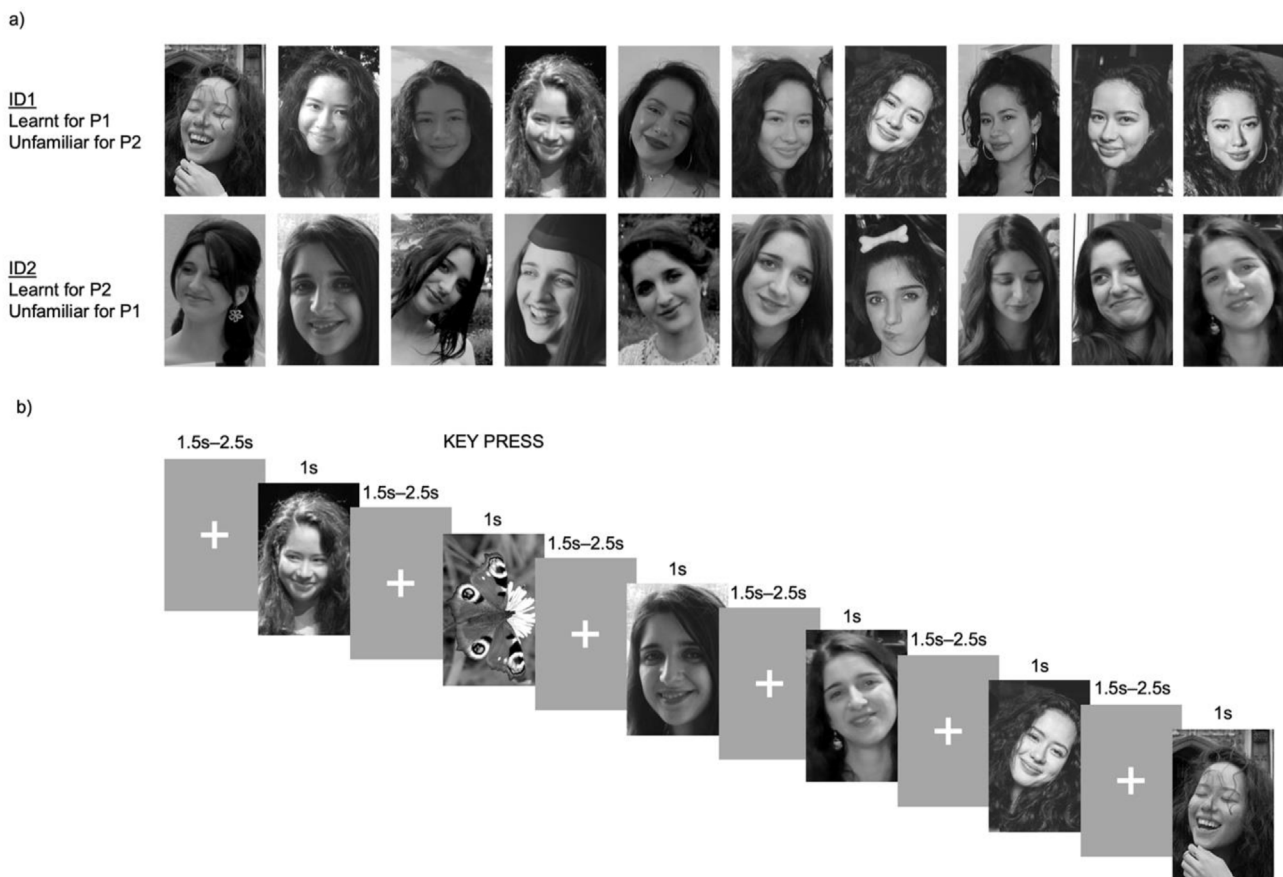 a)
ID1
Learnt for P1
Unfamiliar for P2
ID2
Learnt for P2
Unfamiliar for P1
b)
1.5s–2.5s
KEY PRESS
1s
1.5s–2.5s
1s
1.5s–2.5s
1s
1.5s–2.5s
1s
1.5s–2.5s
1s
1.5s–2.5s
1s